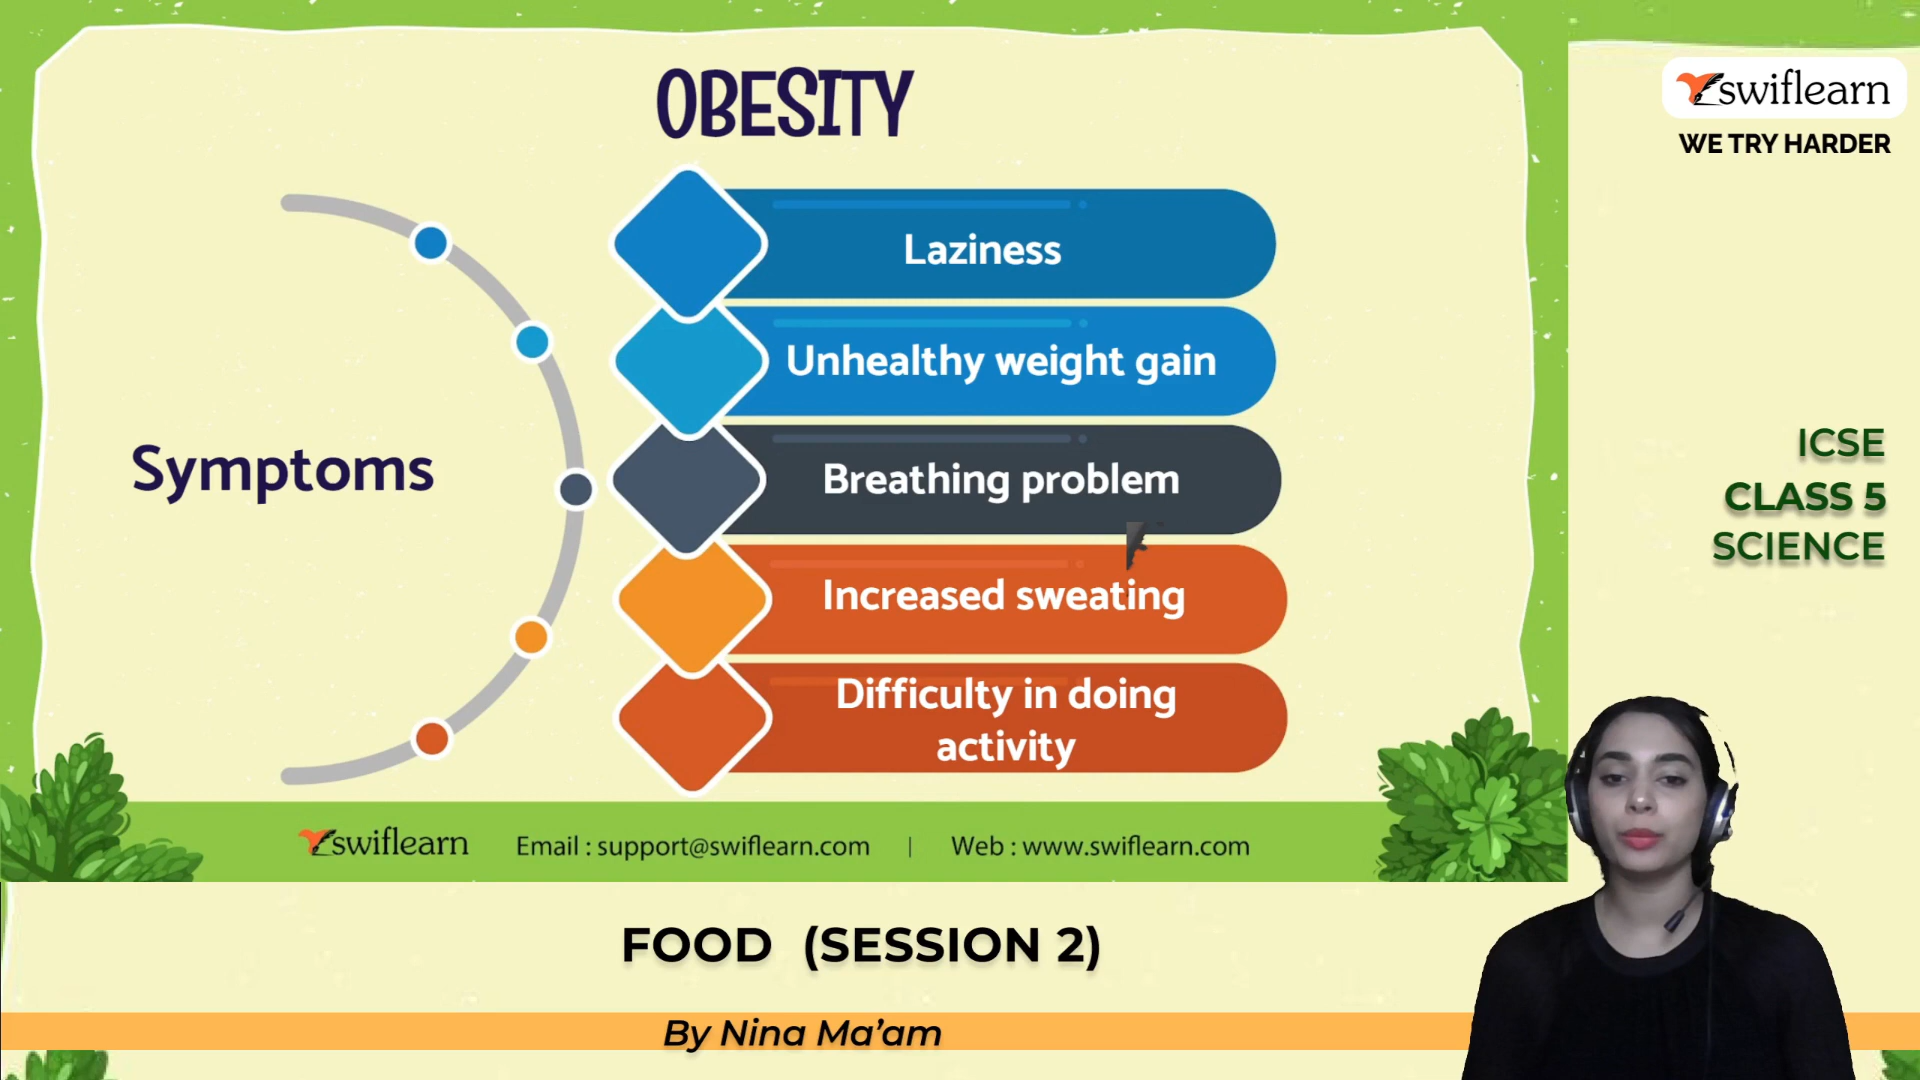 OBESITY
swiflearn
WE TRY HARDER
Laziness
Unhealthy weight gain
Symptoms
Breathing problem
Increased sweating
Difficulty in doing
activity
ICSE
CLASS 5
SCIENCE
swiflearn Email : support@swiflearn.com | Web : www.swiflearn.com
FOOD (SESSION 2)
By Nina Ma’am